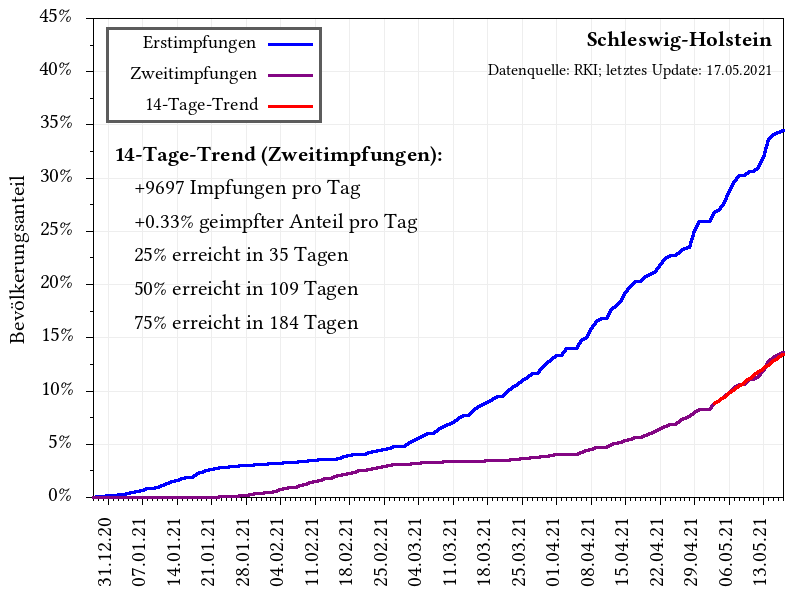 Schleswig-Holstein
Datenquelle: RKI; letztes Update: 17.05.2021
Erstimpfungen
Zweitimpfungen
14-Tage-Trend
14-Tage-Trend (Zweitimpfungen):
+9697 Impfungen pro Tag
+0.33% geimpfter Anteil pro Tag
25% erreicht in 35 Tagen
50% erreicht in 109 Tagen
75% erreicht in 184 Tagen
Bevölkerungsanteil
45%
40%
35%
30%
25%
20%
15%
10%
5%
0%
31.12.20
07.01.21
14.01.21
21.01.21
28.01.21
04.02.21
11.02.21
18.02.21
25.02.21
04.03.21
11.03.21
18.03.21
25.03.21
01.04.21
08.04.21
15.04.21
22.04.21
29.04.21
06.05.21
13.05.21